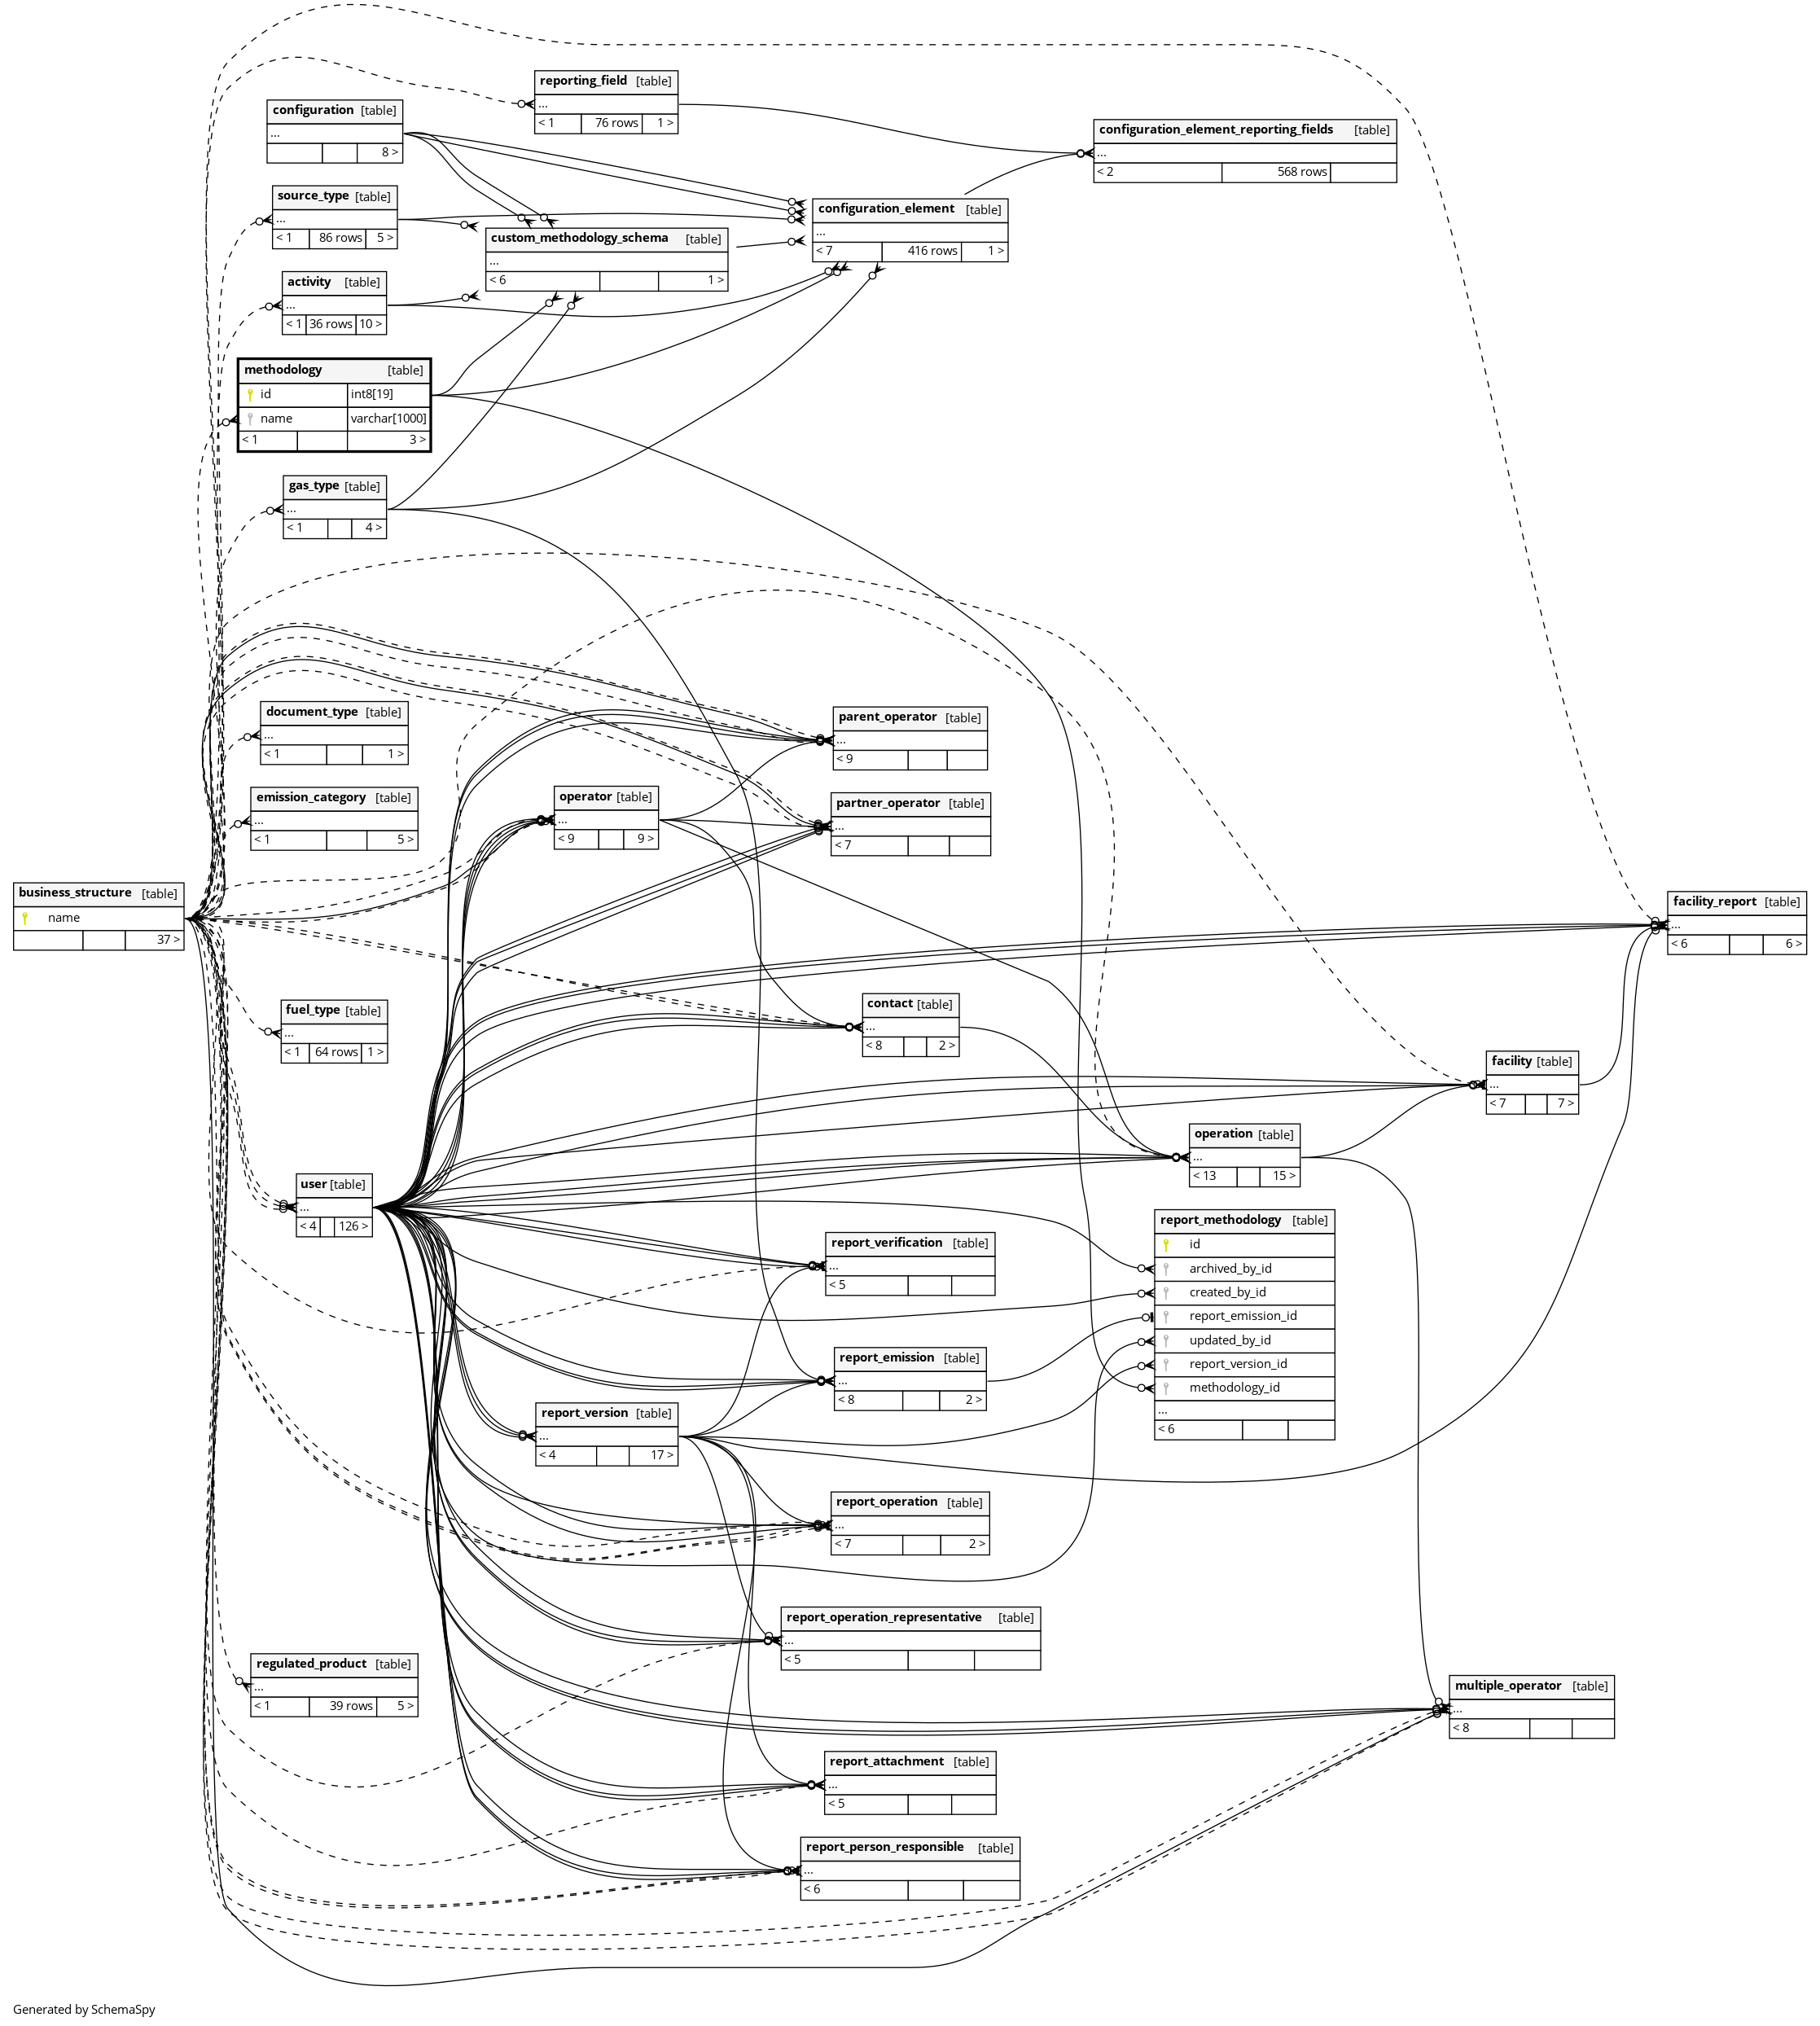 reporting_field [table]
...
< 1 76 rows 1 >
configuration [table]
...
8 >
configuration_element_reporting_fields [table]
...
< 2 568 rows
source_type [table]
...
< 1 86 rows 5 >
configuration_element [table]
...
< 7 416 rows 1 >
custom_methodology_schema [table]
...
< 6 1 >
activity [table]
...
< 1 36 rows 10 >
methodology [table]
id int8[19]
name varchar[1000]
< 1 3 >
gas_type [table]
...
< 1 4 >
document_type [table]
...
< 1 1 >
parent_operator [table]
...
< 9
emission_category [table]
...
< 1 5 >
operator [table]
...
< 9 9 >
partner_operator [table]
...
< 7
business_structure [table]
name
37 >
facility_report [table]
...
< 6 6 >
fuel_type [table]
...
< 1 64 rows 1 >
contact [table]
...
< 8 2 >
facility [table]
...
< 7 7 >
operation [table]
...
< 13 15 >
user [table]
...
< 4 126 >
report_methodology [table]
id
archived_by_id
created_by_id
report_emission_id
updated_by_id
report_version_id
methodology_id
...
< 6
report_verification [table]
...
< 5
report_emission [table]
...
< 8 2 >
report_version [table]
...
< 4 17 >
report_operation [table]
...
< 7 2 >
report_operation_representative [table]
...
< 5
regulated_product [table]
...
< 1 39 rows 5 >
multiple_operator [table]
...
< 8
report_attachment [table]
...
< 5
report_person_responsible [table]
...
< 6
Generated by SchemaSpy